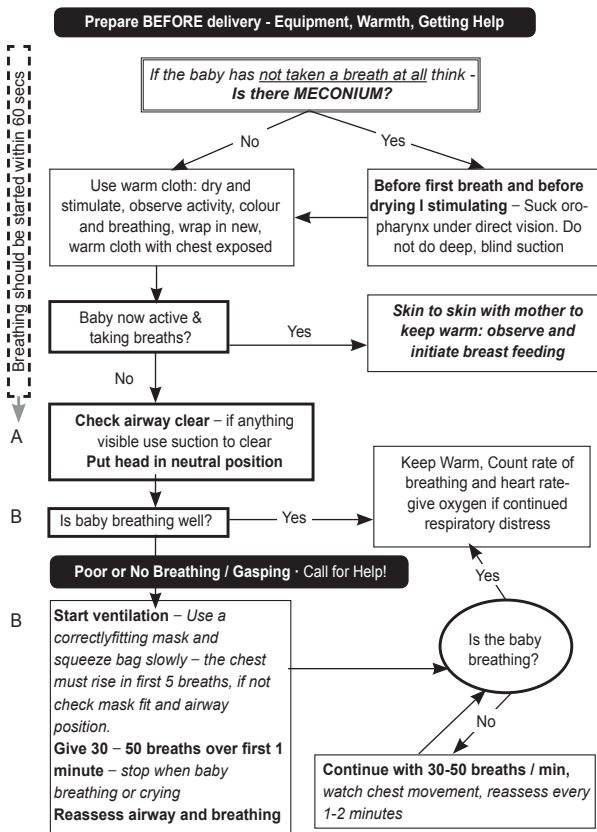 Prepare BEFORE delivery - Equipment, Warmth, Getting Help
Breathing should be started within 60 secs
If the baby has not taken a breath at all think -
Is there MECONIUM?
No
Yes
Use warm cloth: dry and
stimulate, observe activity, colour
and breathing, wrap in new,
warm cloth with chest exposed
Before first breath and before
drying I stimulating – Suck oro-
pharynx under direct vision. Do
not do deep, blind suction
Baby now active &
taking breaths?
Yes
Skin to skin with mother to
keep warm: observe and
initiate breast feeding
No
A
Check airway clear – if anything
visible use suction to clear
Put head in neutral position
Keep Warm, Count rate of
breathing and heart rate-
give oxygen if continued
respiratory distress
B
Is baby breathing well?
Yes
Poor or No Breathing / Gasping · Call for Help!
Yes
B
Start ventilation – Use a
correctlyfitting mask and
squeeze bag slowly – the chest
must rise in first 5 breaths, if not
check mask fit and airway
position.
Give 30 – 50 breaths over first 1
minute – stop when baby
breathing or crying
Reassess airway and breathing
Is the baby
breathing?
No
Continue with 30-50 breaths / min,
watch chest movement, reassess every
1-2 minutes